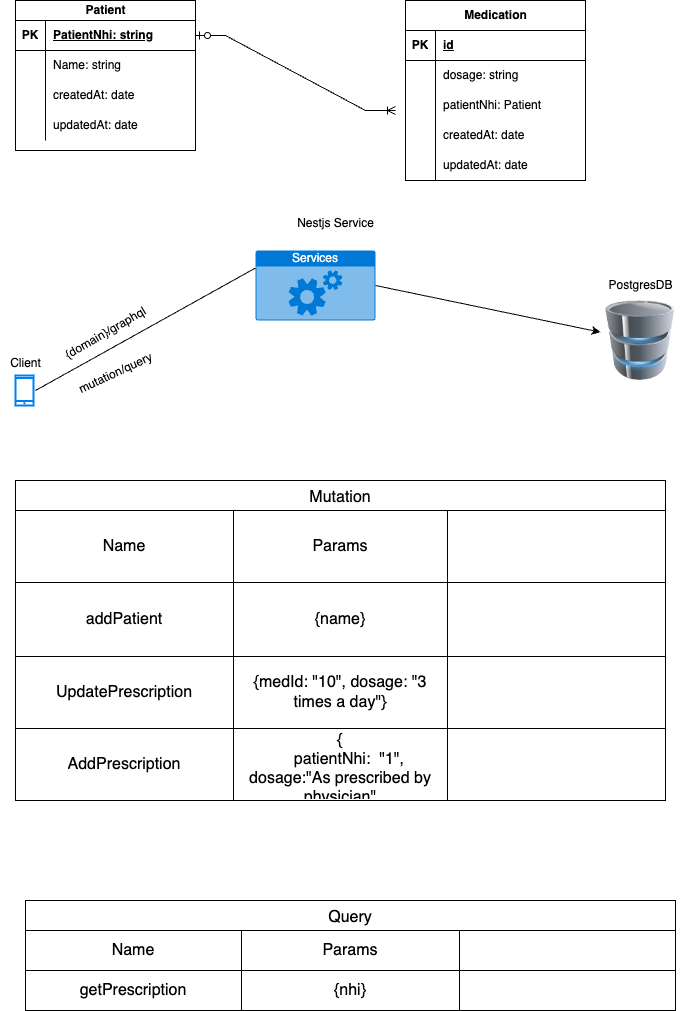 Patient
PK PatientNhi: string
Name: string
createdAt: date
updatedAt: date
Medication
PK id
dosage: string
patientNhi: Patient
createdAt: date
updatedAt: date
Nestjs Service
Services
PostgresDB
{domain}/graphql
mutation/query
Client
Mutation
Name Params
addPatient {name}
UpdatePrescription {medId: "10", dosage: "3
times a day"}
AddPrescription {
patientNhi: "1",
dosage:"As prescribed by
physician"
Query
Name Params
getPrescription {nhi}